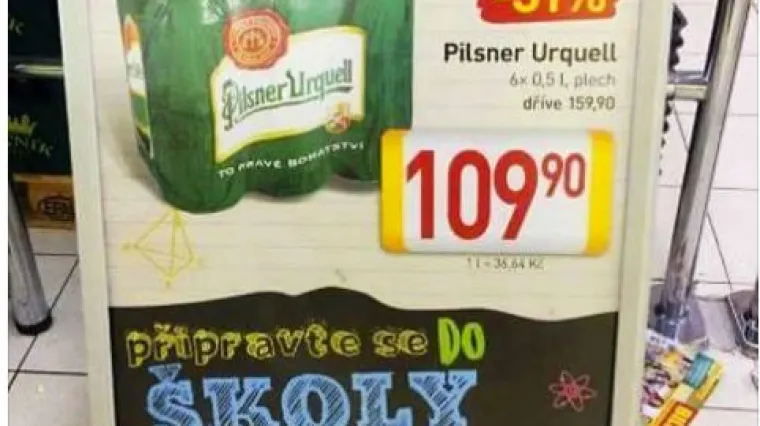 -31%
Pilsner Urquell
6x 0,5 l, plech
dříve 159,90
Pilsner Urquell
TO PRAVÉ BOHATSTVÍ
109⁹⁰
1 l = 36,64 Kč
připravte se DO
ŠKOLY